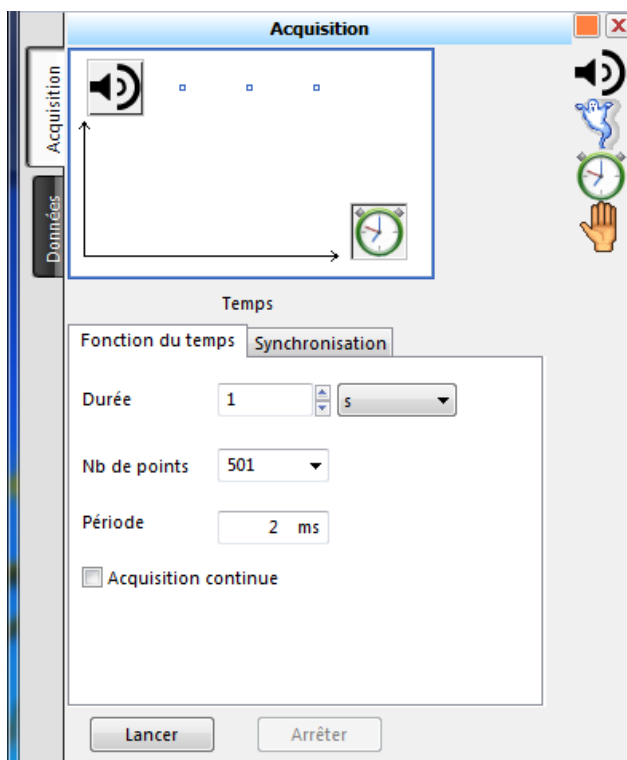 Acquisition
Acquisition
Données
Temps
Fonction du temps
Synchronisation
Durée
1
s
Nb de points
501
Période
2 ms
Acquisition continue
Lancer
Arrêter